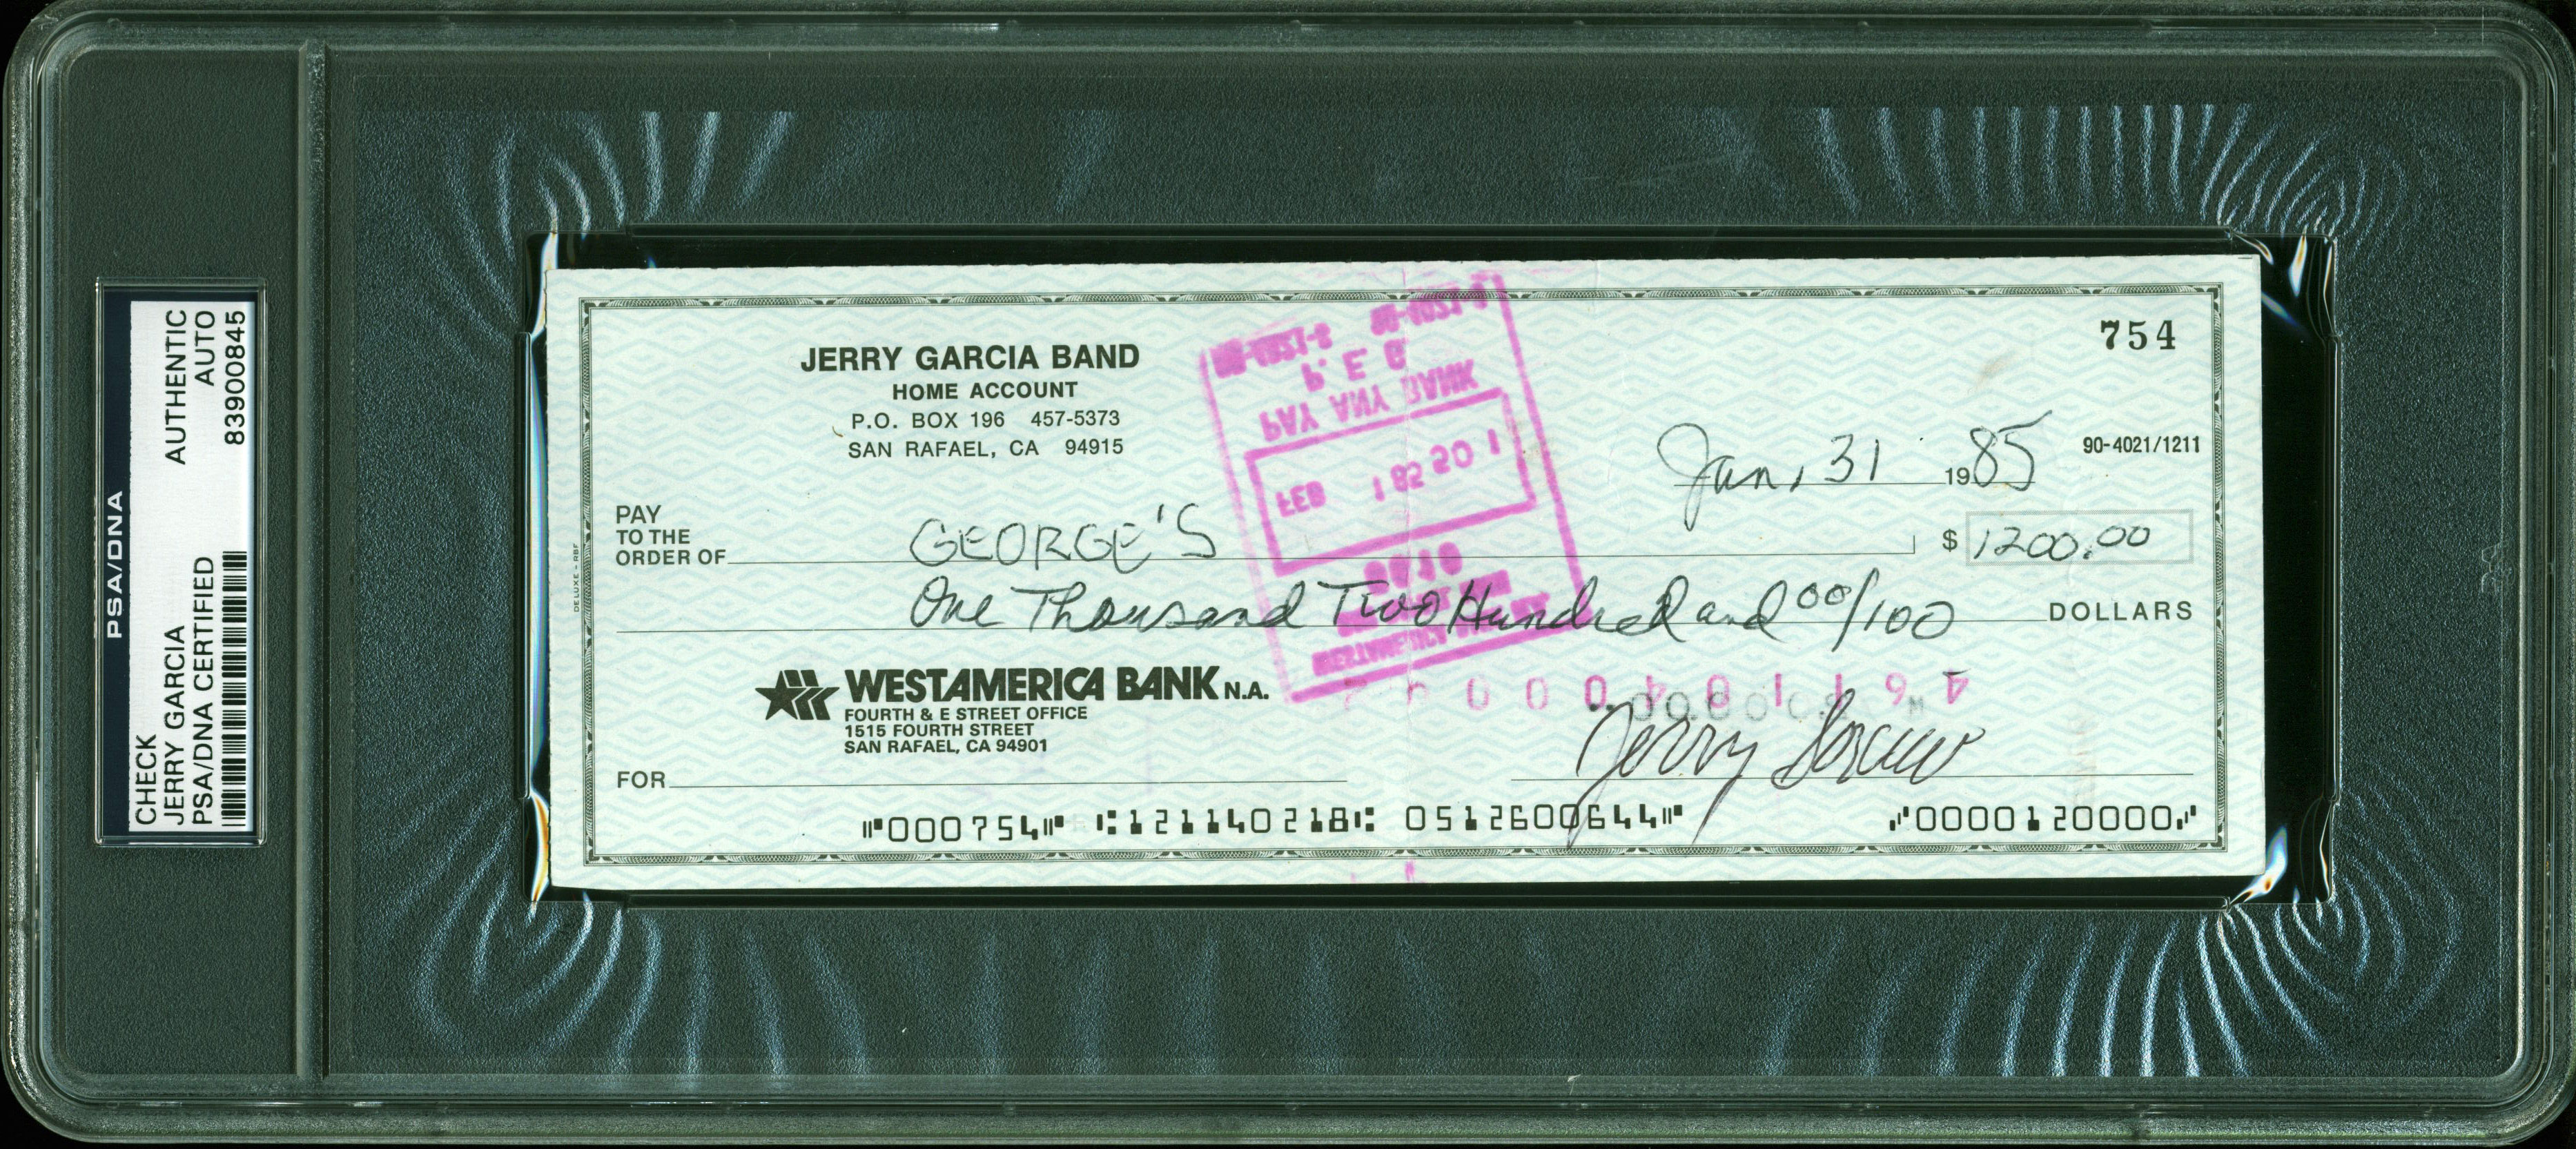 PSA/DNA
CHECK AUTHENTIC
JERRY GARCIA AUTO
PSA/DNA CERTIFIED 83900845
754
JERRY GARCIA BAND
HOME ACCOUNT
P.O. BOX 196 457-5373
SAN RAFAEL, CA 94915
Jan, 31 1985
90-4021/1211
P. E. G
PAY ANY BANK
FEB 1 85
PAY
TO THE
ORDER OF GEORGE'S $ 1200.00
One Thousand Two Hundred and 00/100 DOLLARS
DELUXE - RBF
WESTAMERICA BANK N.A.
FOURTH & E STREET OFFICE
1515 FOURTH STREET
SAN RAFAEL, CA 94901
FOR Jerry Garcia
⑈000754⑈ ⑆121140218⑆ 0512600644⑈ ⑇0000120000⑇